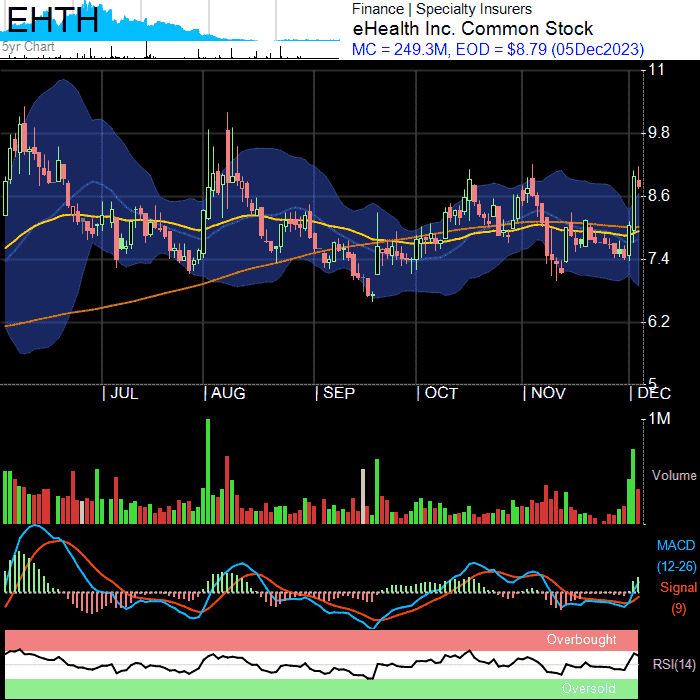 EHTH
5yr Chart
Finance | Specialty Insurers
eHealth Inc. Common Stock
MC = 249.3M, EOD = $8.79 (05Dec2023)
11
9.8
8.6
7.4
6.2
5
JUL AUG SEP OCT NOV DEC
1M
Volume
MACD
(12-26)
Signal
(9)
Overbought
RSI(14)
Oversold